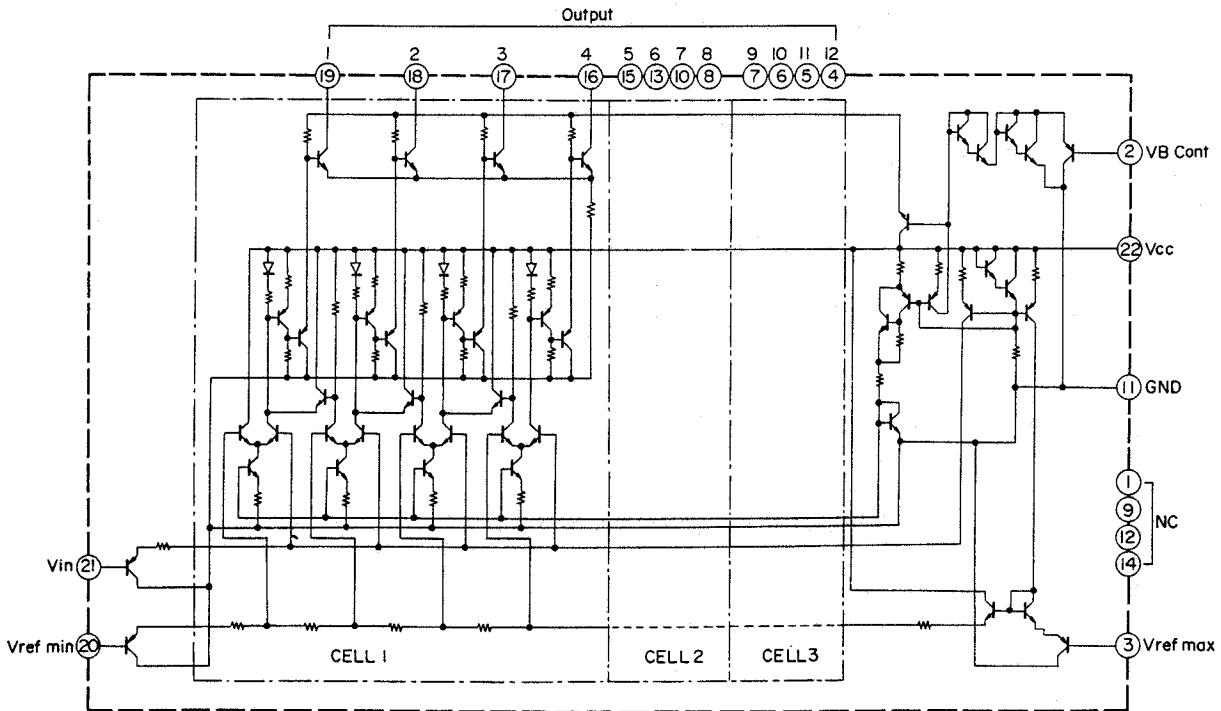 Output
2 3 4 5 6 7 8 9 10 11 12
19 18 17 16 15 13 10 8 7 6 5 4
2 VB Cont
22 Vcc
11 GND
1
9
NC
12
14
Vin 21
Vref min 20
3 Vref max
CELL 1 CELL 2 CELL 3